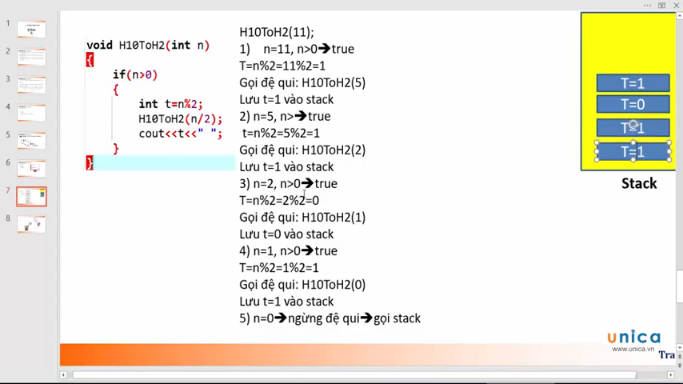 void H10ToH2(int n)
{
if(n>0)
{
int t=n%2;
H10ToH2(n/2);
cout<<t<<" ";
}
}
H10ToH2(11);
1) n=11, n>0➔true
T=n%2=11%2=1
Gọi đệ qui: H10ToH2(5)
Lưu t=1 vào stack
2) n=5, n>➔true
t=n%2=5%2=1
Gọi đệ qui: H10ToH2(2)
Lưu t=1 vào stack
3) n=2, n>0➔true
T=n%2=2%2=0
Gọi đệ qui: H10ToH2(1)
Lưu t=0 vào stack
4) n=1, n>0➔true
T=n%2=1%2=1
Gọi đệ qui: H10ToH2(0)
Lưu t=1 vào stack
5) n=0➔ngừng đệ qui➔gọi stack
T=1
T=0
T=1
T=1
Stack
unica
www.unica.vn
Tra
1
2
3
4
5
6
7
8